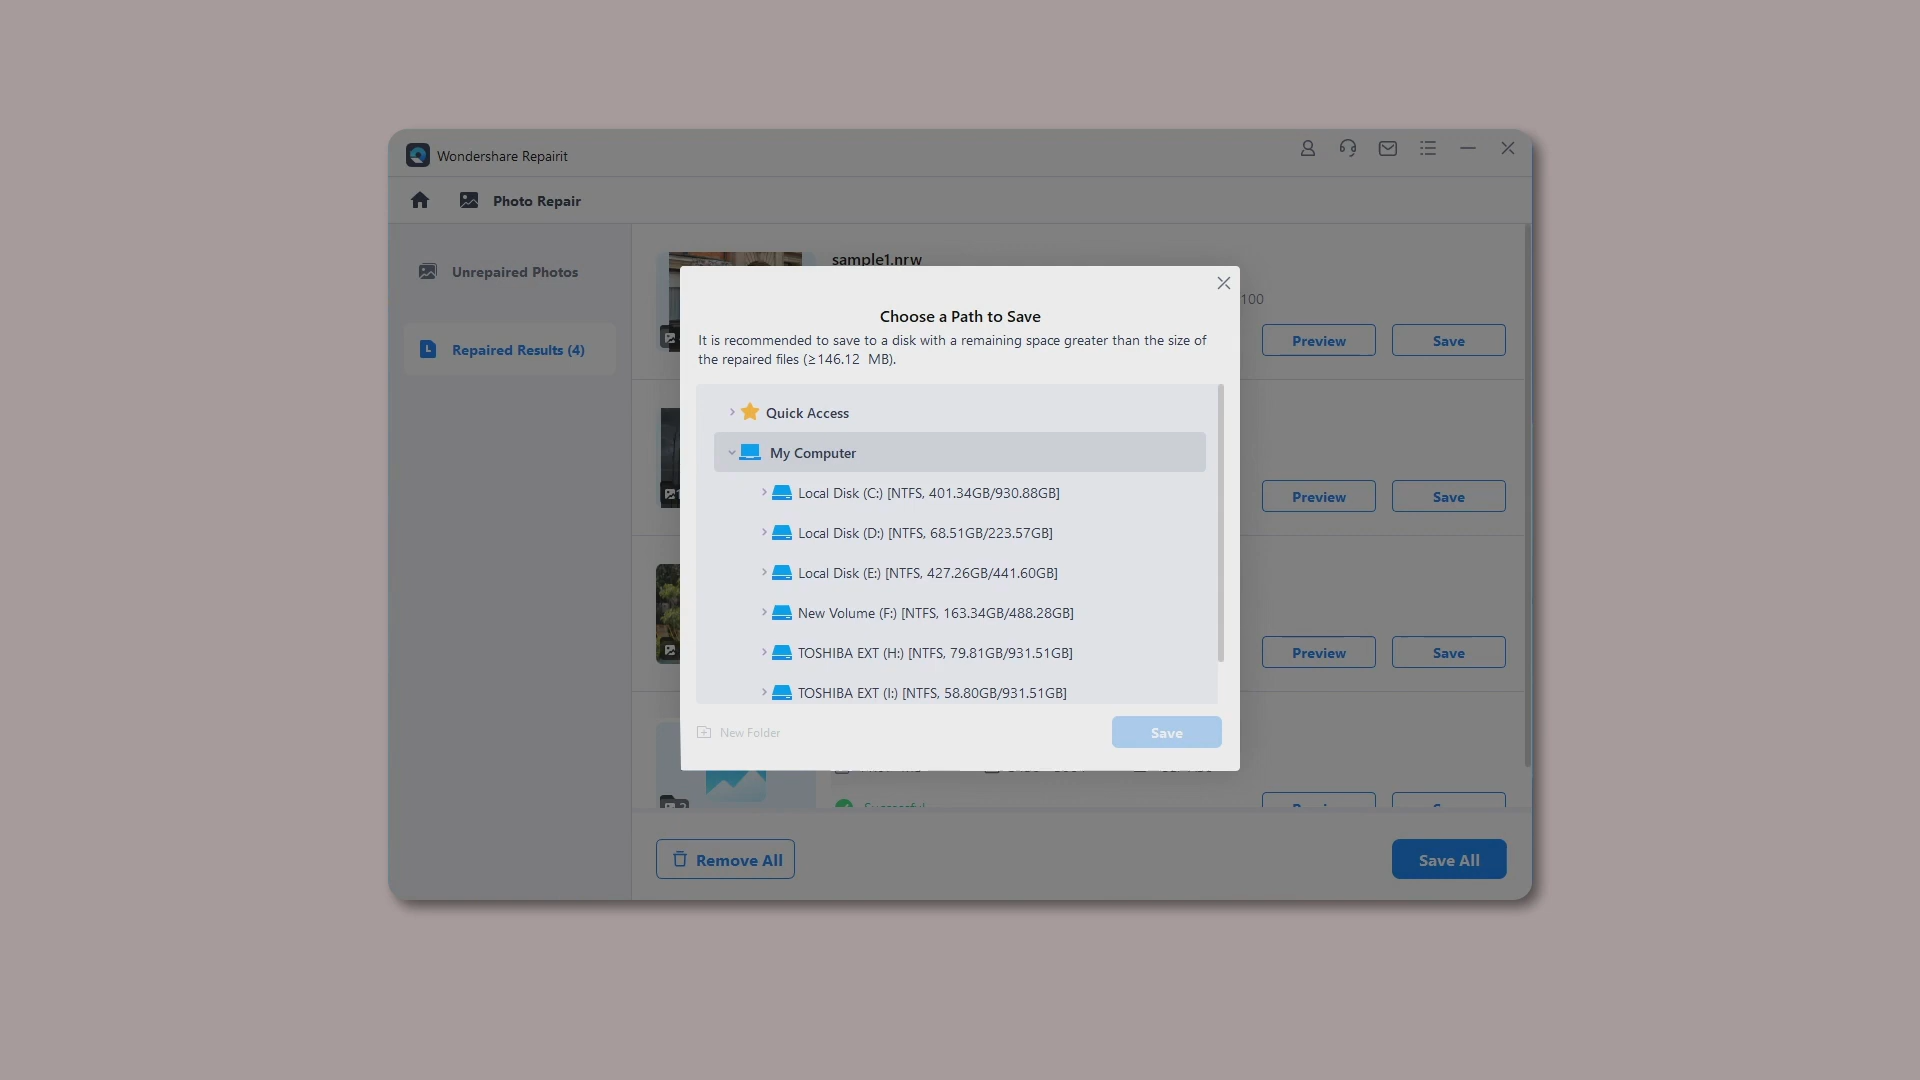 Wondershare Repairit
Photo Repair
Unrepaired Photos
Repaired Results (4)
sample1.nrw
100
Preview
Save
Preview
Save
Preview
Save
Choose a Path to Save
It is recommended to save to a disk with a remaining space greater than the size of
the repaired files (≥146.12 MB).
Quick Access
My Computer
Local Disk (C:) [NTFS, 401.34GB/930.88GB]
Local Disk (D:) [NTFS, 68.51GB/223.57GB]
Local Disk (E:) [NTFS, 427.26GB/441.60GB]
New Volume (F:) [NTFS, 163.34GB/488.28GB]
TOSHIBA EXT (H:) [NTFS, 79.81GB/931.51GB]
TOSHIBA EXT (I:) [NTFS, 58.80GB/931.51GB]
New Folder
Save
Successful
Remove All
Save All